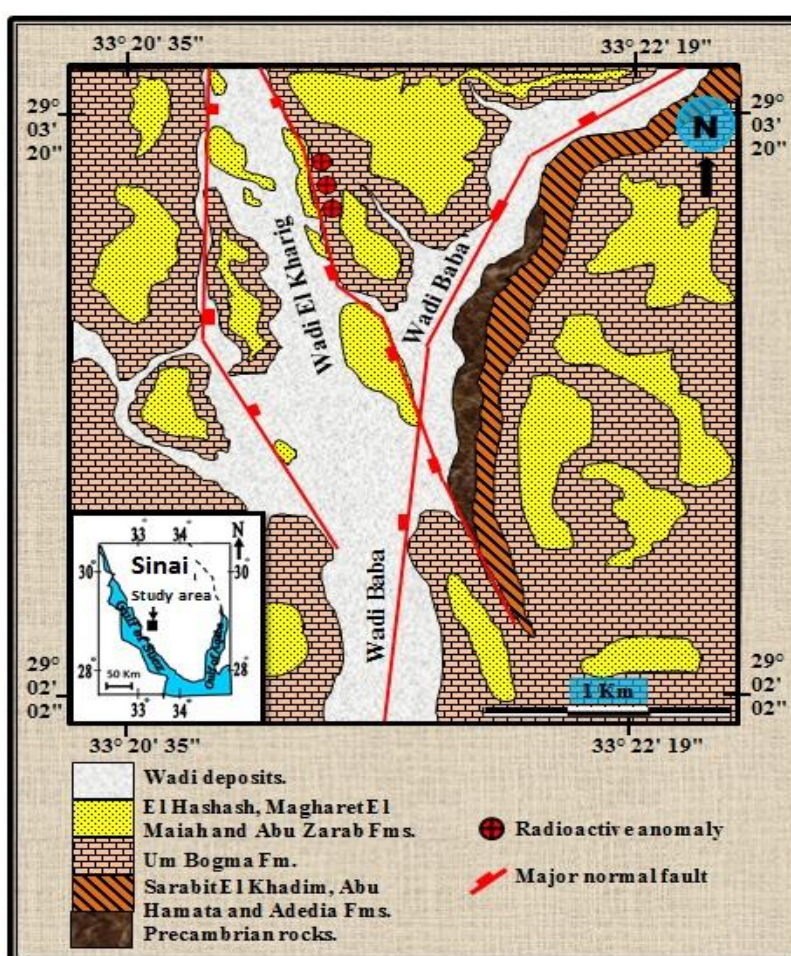 33° 20' 35"
33° 22' 19"
29°
03'
20"
29°
03'
20"
N
Wadi El Kharig
Wadi Baba
Wadi Baba
33°
34°
N
30°
30°
Sinai
Study area
Gulf of Suez
28°
28°
50 Km
33
34
29°
02'
02"
29°
02'
02"
1 Km
33° 20' 35"
33° 22' 19"
Wadi deposits.
El Hashash, Magharet El
Maiah and Abu Zarab Fms.
Um Bogma Fm.
Sarabit El Khadim, Abu
Hamata and Adedia Fms.
Precambrian rocks.
Radioactive anomaly
Major normal fault